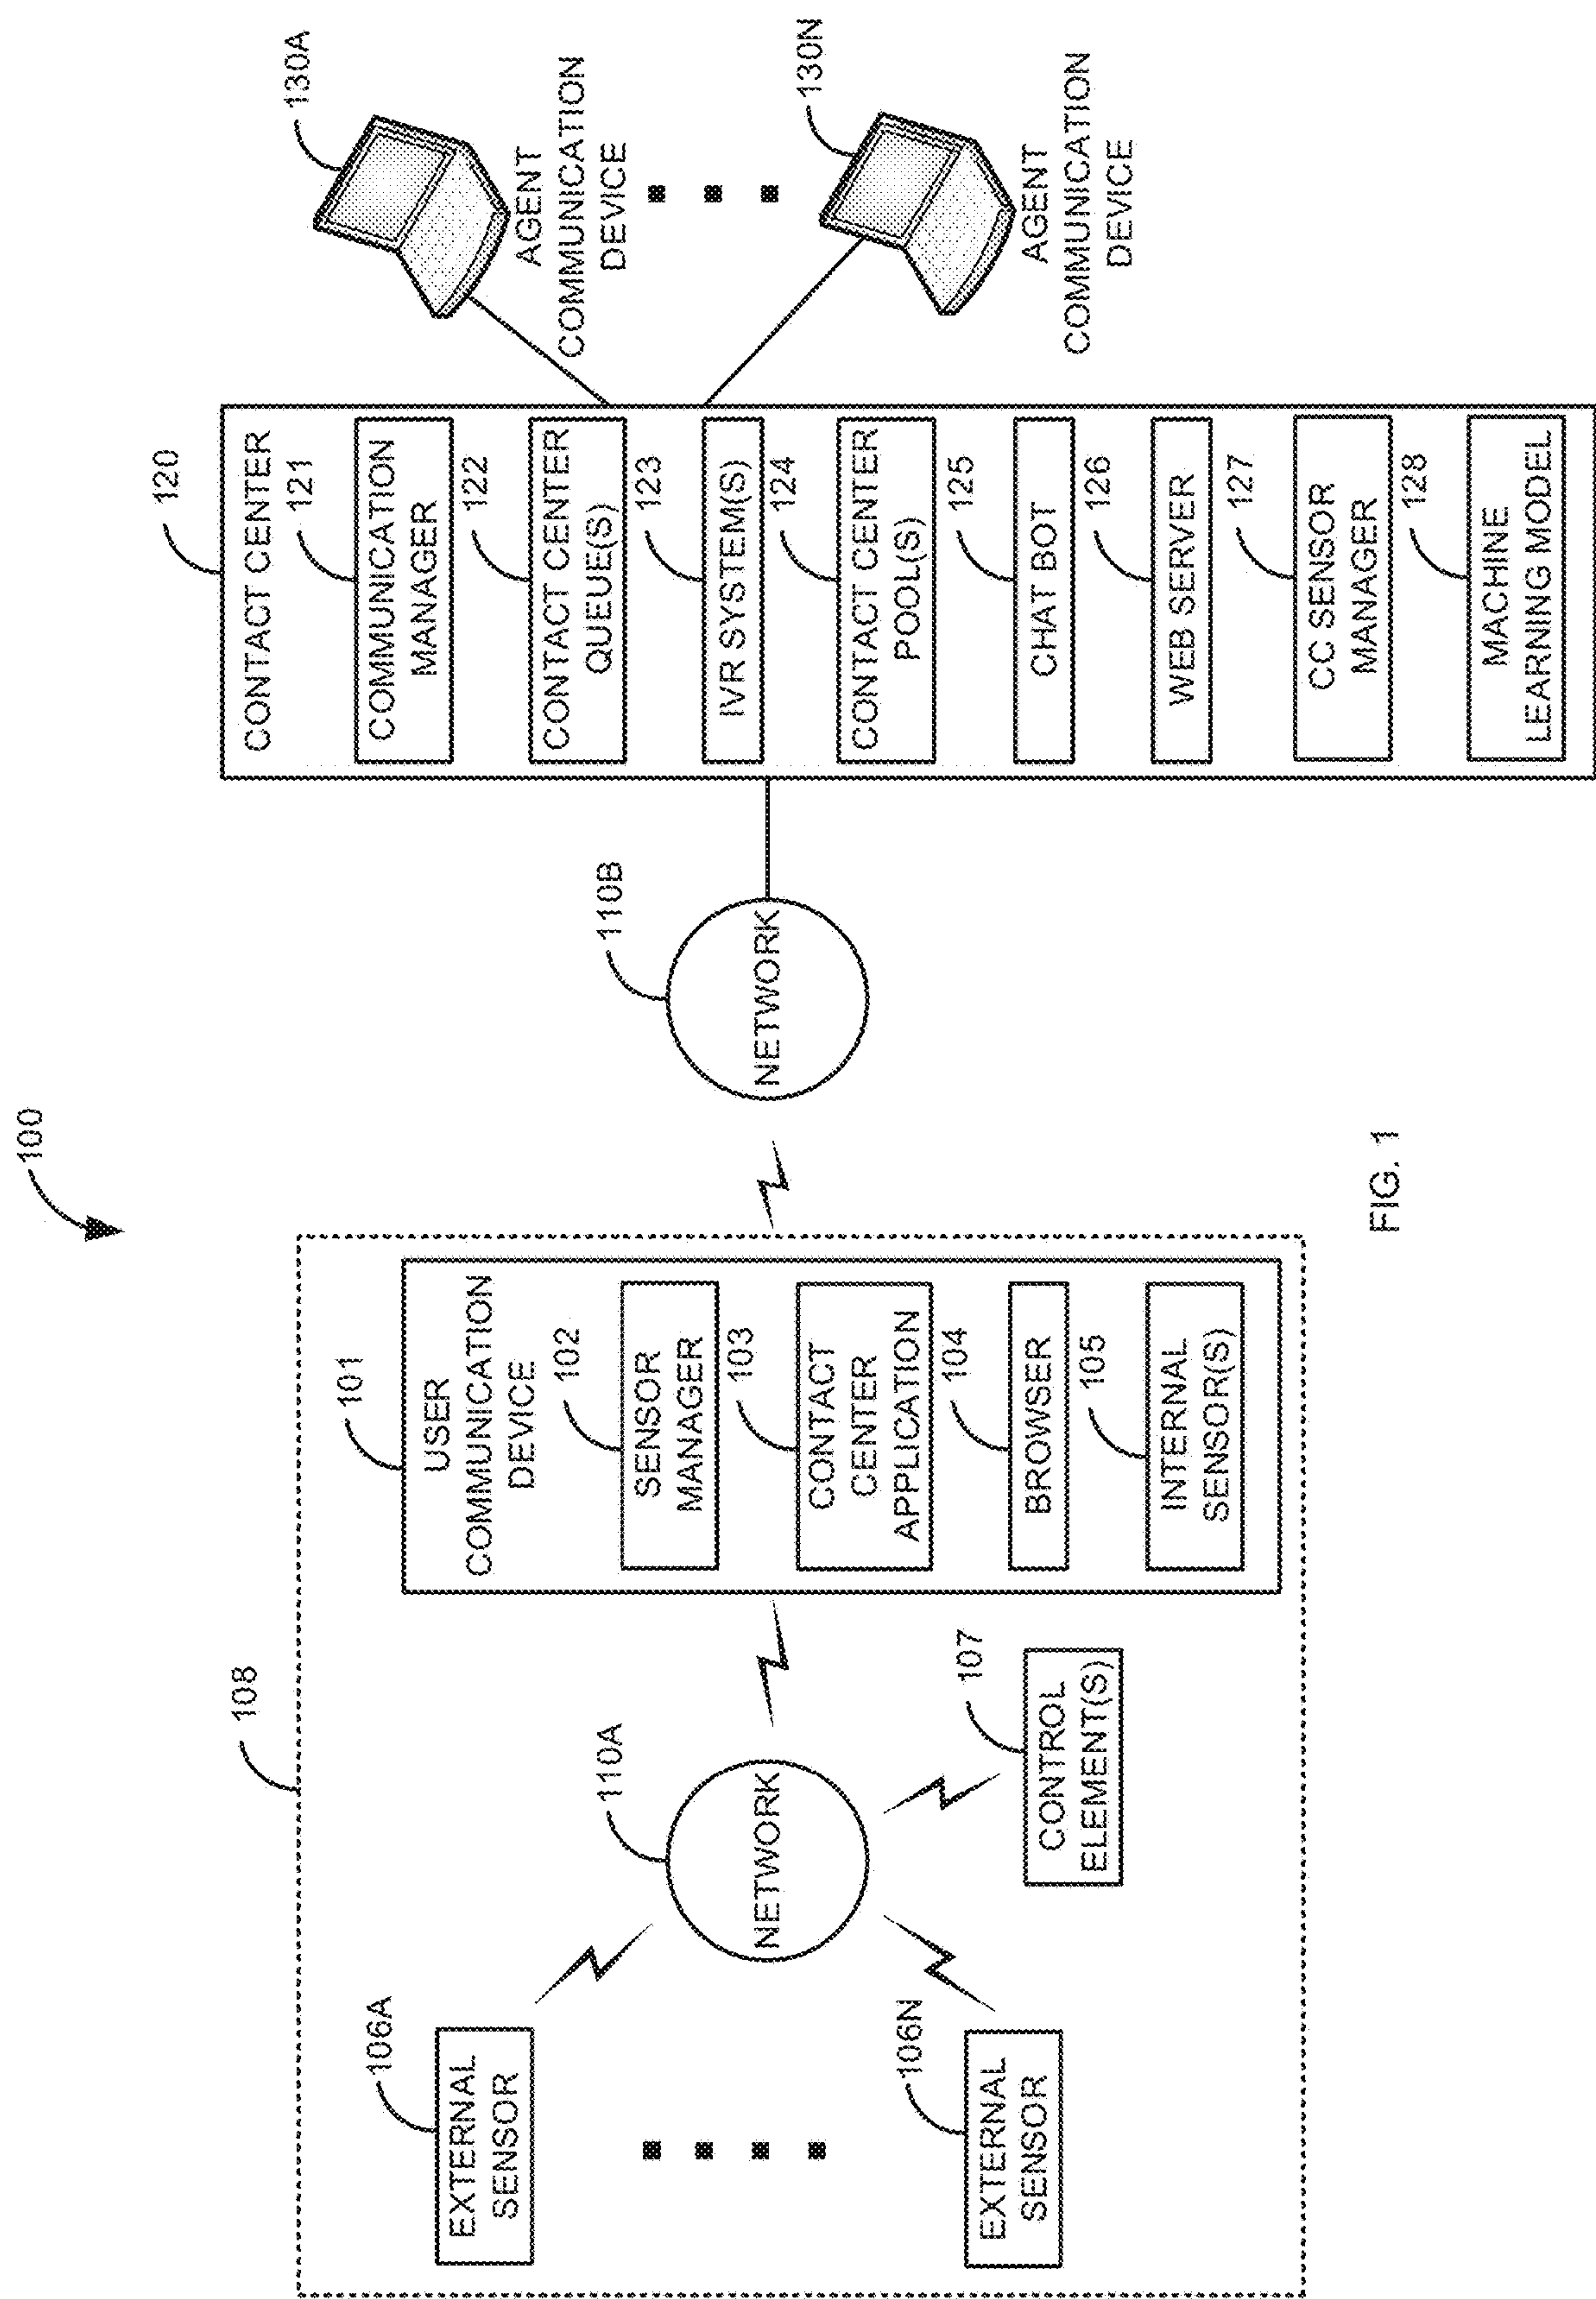 100
108
106A
EXTERNAL
SENSOR
106N
EXTERNAL
SENSOR
110A
NETWORK
107
CONTROL
ELEMENT(S)
101
USER
COMMUNICATION
DEVICE
102
SENSOR
MANAGER
103
CONTACT
CENTER
APPLICATION
104
BROWSER
105
INTERNAL
SENSOR(S)
110B
NETWORK
120
CONTACT CENTER
121
COMMUNICATION
MANAGER
122
CONTACT CENTER
QUEUE(S)
123
IVR SYSTEM(S)
124
CONTACT CENTER
POOL(S)
125
CHAT BOT
126
WEB SERVER
127
CC SENSOR
MANAGER
128
MACHINE
LEARNING MODEL
130A
AGENT
COMMUNICATION
DEVICE
130N
AGENT
COMMUNICATION
DEVICE
FIG. 1